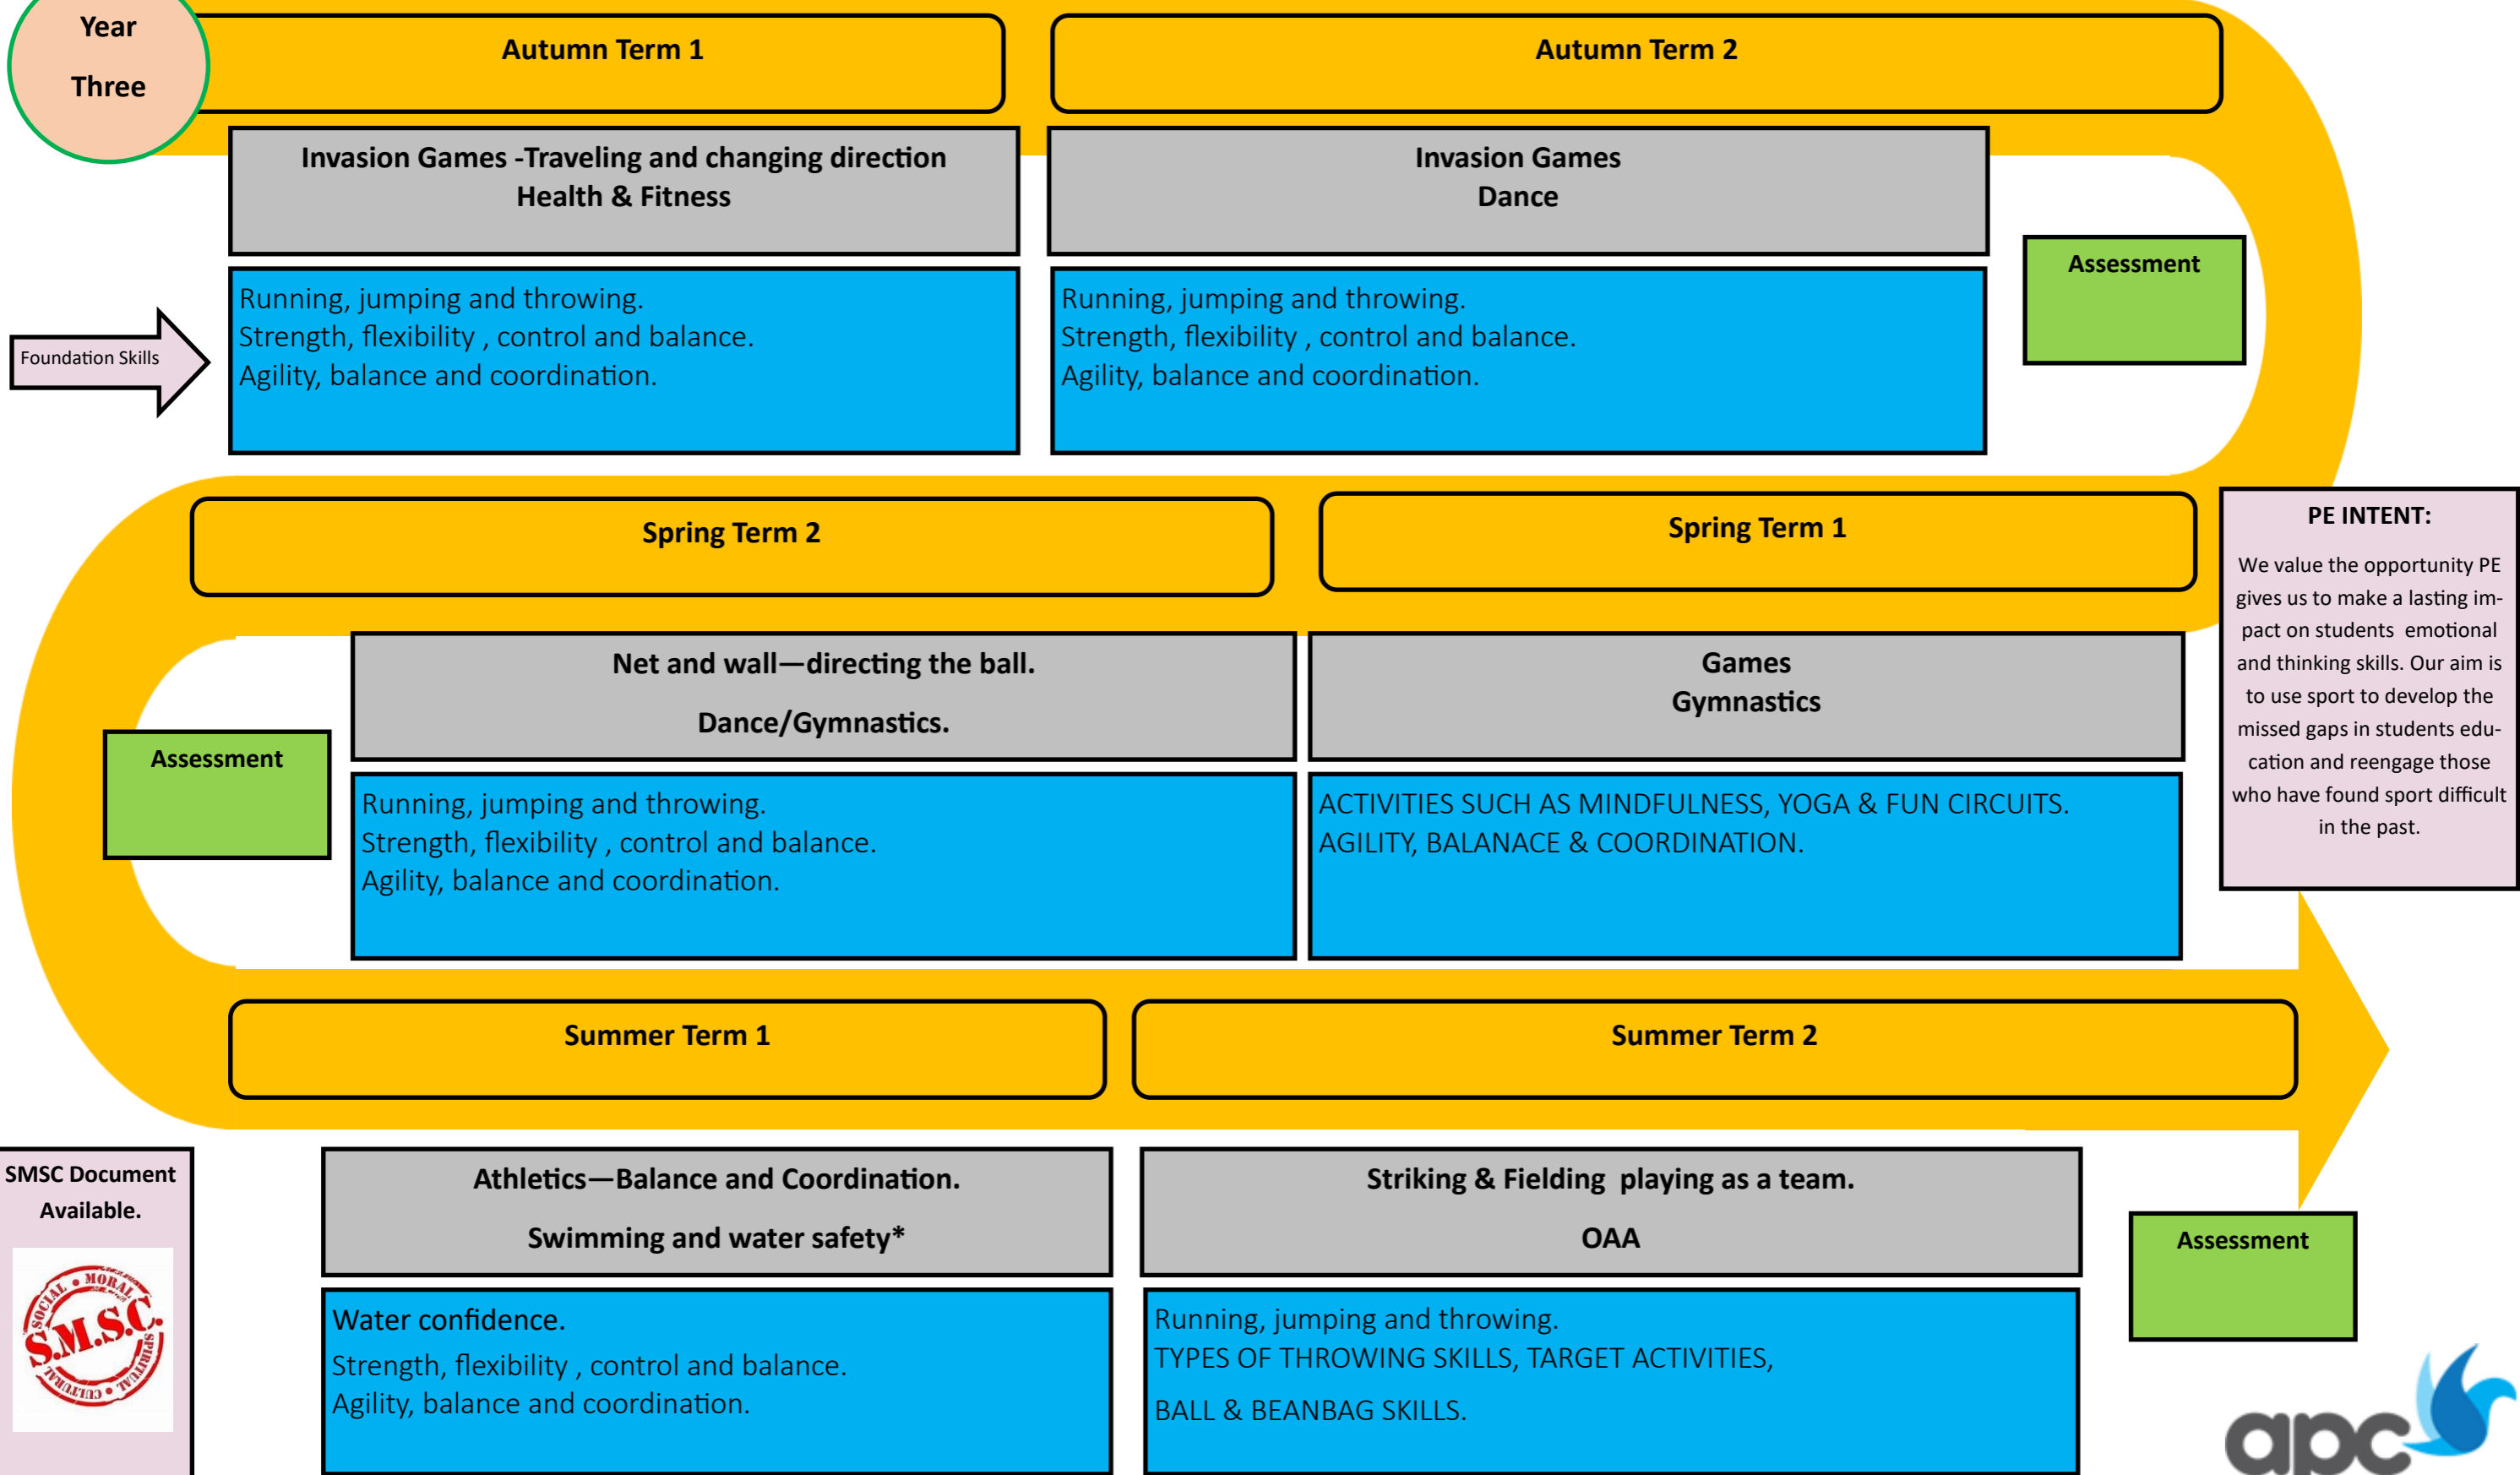 Year
Three
Autumn Term 1
Autumn Term 2
Invasion Games -Traveling and changing direction
Health & Fitness
Invasion Games
Dance
Assessment
Foundation Skills
Running, jumping and throwing.
Strength, flexibility , control and balance.
Agility, balance and coordination.
Running, jumping and throwing.
Strength, flexibility , control and balance.
Agility, balance and coordination.
Spring Term 2
Spring Term 1
PE INTENT:
We value the opportunity PE
gives us to make a lasting im-
pact on students  emotional
and thinking skills. Our aim is
to use sport to develop the
missed gaps in students edu-
cation and reengage those
who have found sport difficult
in the past.
Net and wall—directing the ball.
Dance/Gymnastics.
Games
Gymnastics
Assessment
Running, jumping and throwing.
Strength, flexibility , control and balance.
Agility, balance and coordination.
ACTIVITIES SUCH AS MINDFULNESS, YOGA & FUN CIRCUITS.
AGILITY, BALANACE & COORDINATION.
Summer Term 1
Summer Term 2
SMSC Document
Available.
SOCIAL • MORAL
S.M.S.C.
SPIRITUAL • CULTURAL
Athletics—Balance and Coordination.
Swimming and water safety*
Striking & Fielding  playing as a team.
OAA
Assessment
Water confidence.
Strength, flexibility , control and balance.
Agility, balance and coordination.
Running, jumping and throwing.
TYPES OF THROWING SKILLS, TARGET ACTIVITIES,
BALL & BEANBAG SKILLS.
apc